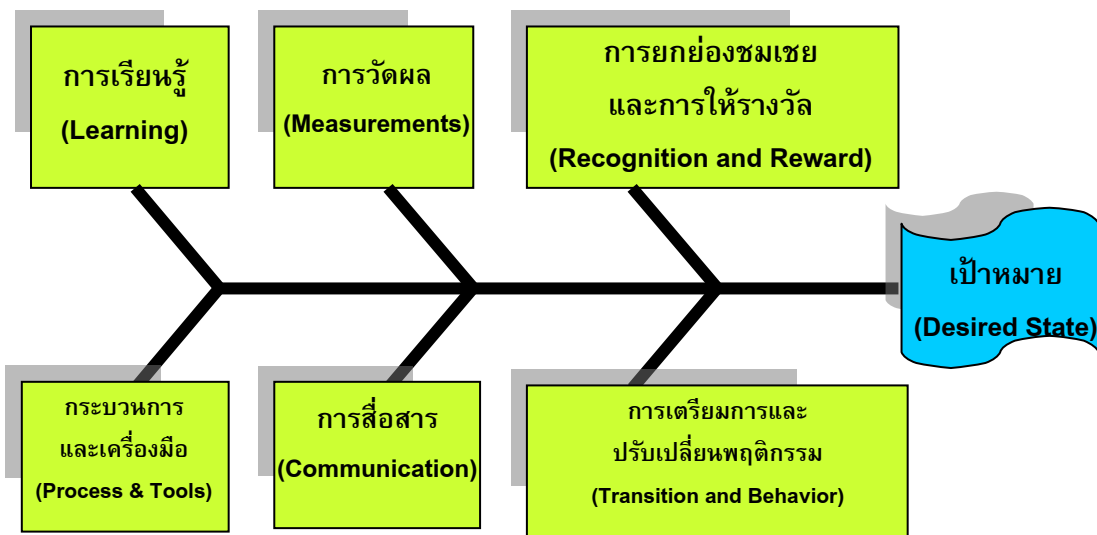 การเรียนรู้
(Learning)
การวัดผล
(Measurements)
การยกย่องชมเชย
และการให้รางวัล
(Recognition and Reward)
เป้าหมาย
(Desired State)
กระบวนการ
และเครื่องมือ
(Process & Tools)
การสื่อสาร
(Communication)
การเตรียมการและ
ปรับเปลี่ยนพฤติกรรม
(Transition and Behavior)